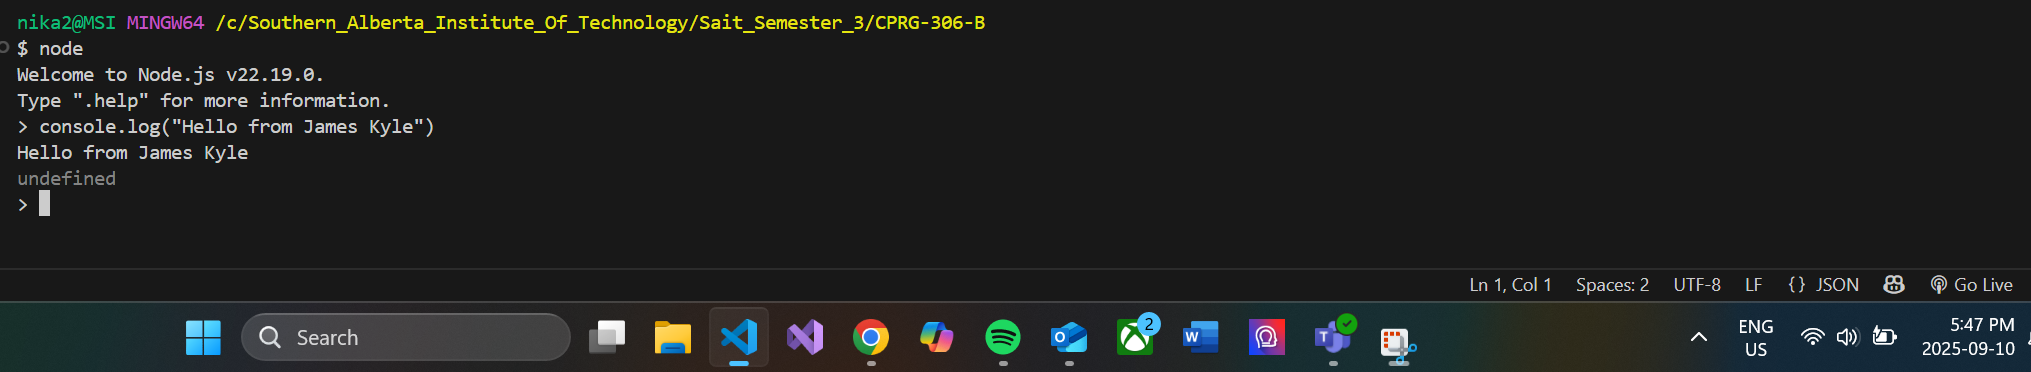 nika2@MSI MINGW64 /c/Southern_Alberta_Institute_Of_Technology/Sait_Semester_3/CPRG-306-B
$ node
Welcome to Node.js v22.19.0.
Type ".help" for more information.
> console.log("Hello from James Kyle")
Hello from James Kyle
undefined
>
Ln 1, Col 1 Spaces: 2 UTF-8 LF {} JSON Go Live
Search
2
ENG
US
5:47 PM
2025-09-10